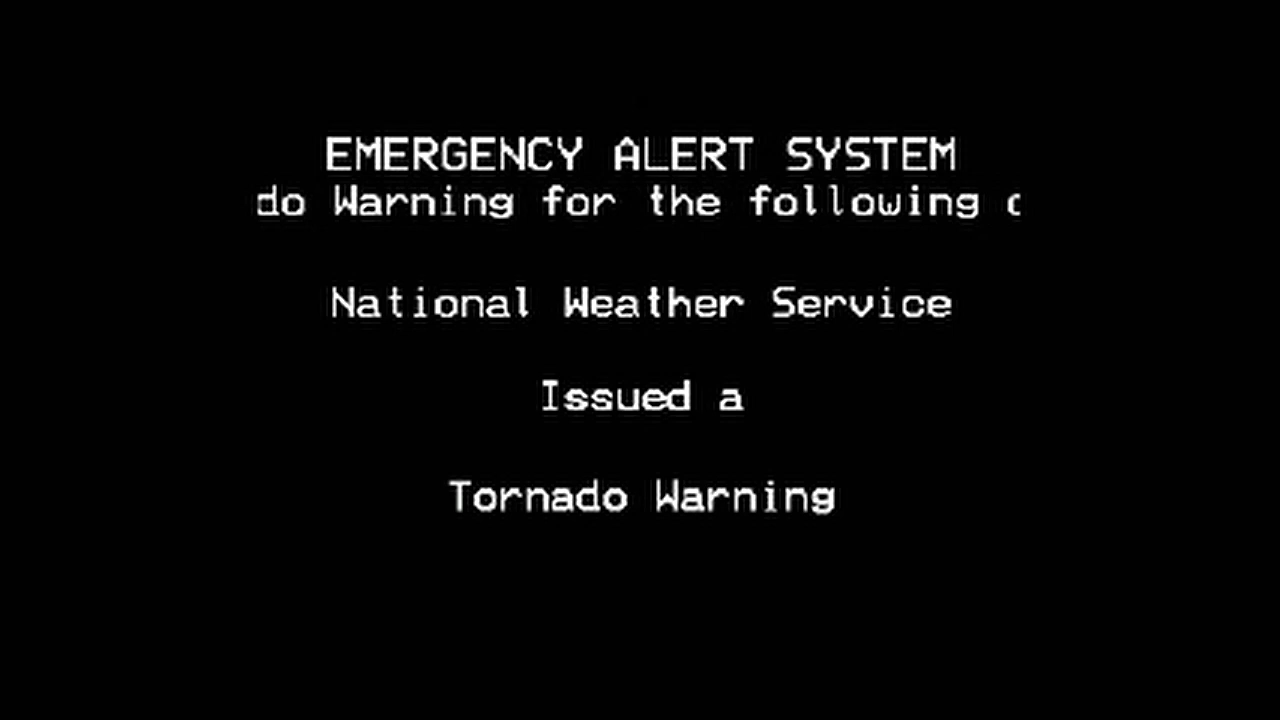 EMERGENCY ALERT SYSTEM
do Warning for the following
National Weather Service
Issued a
Tornado Warning